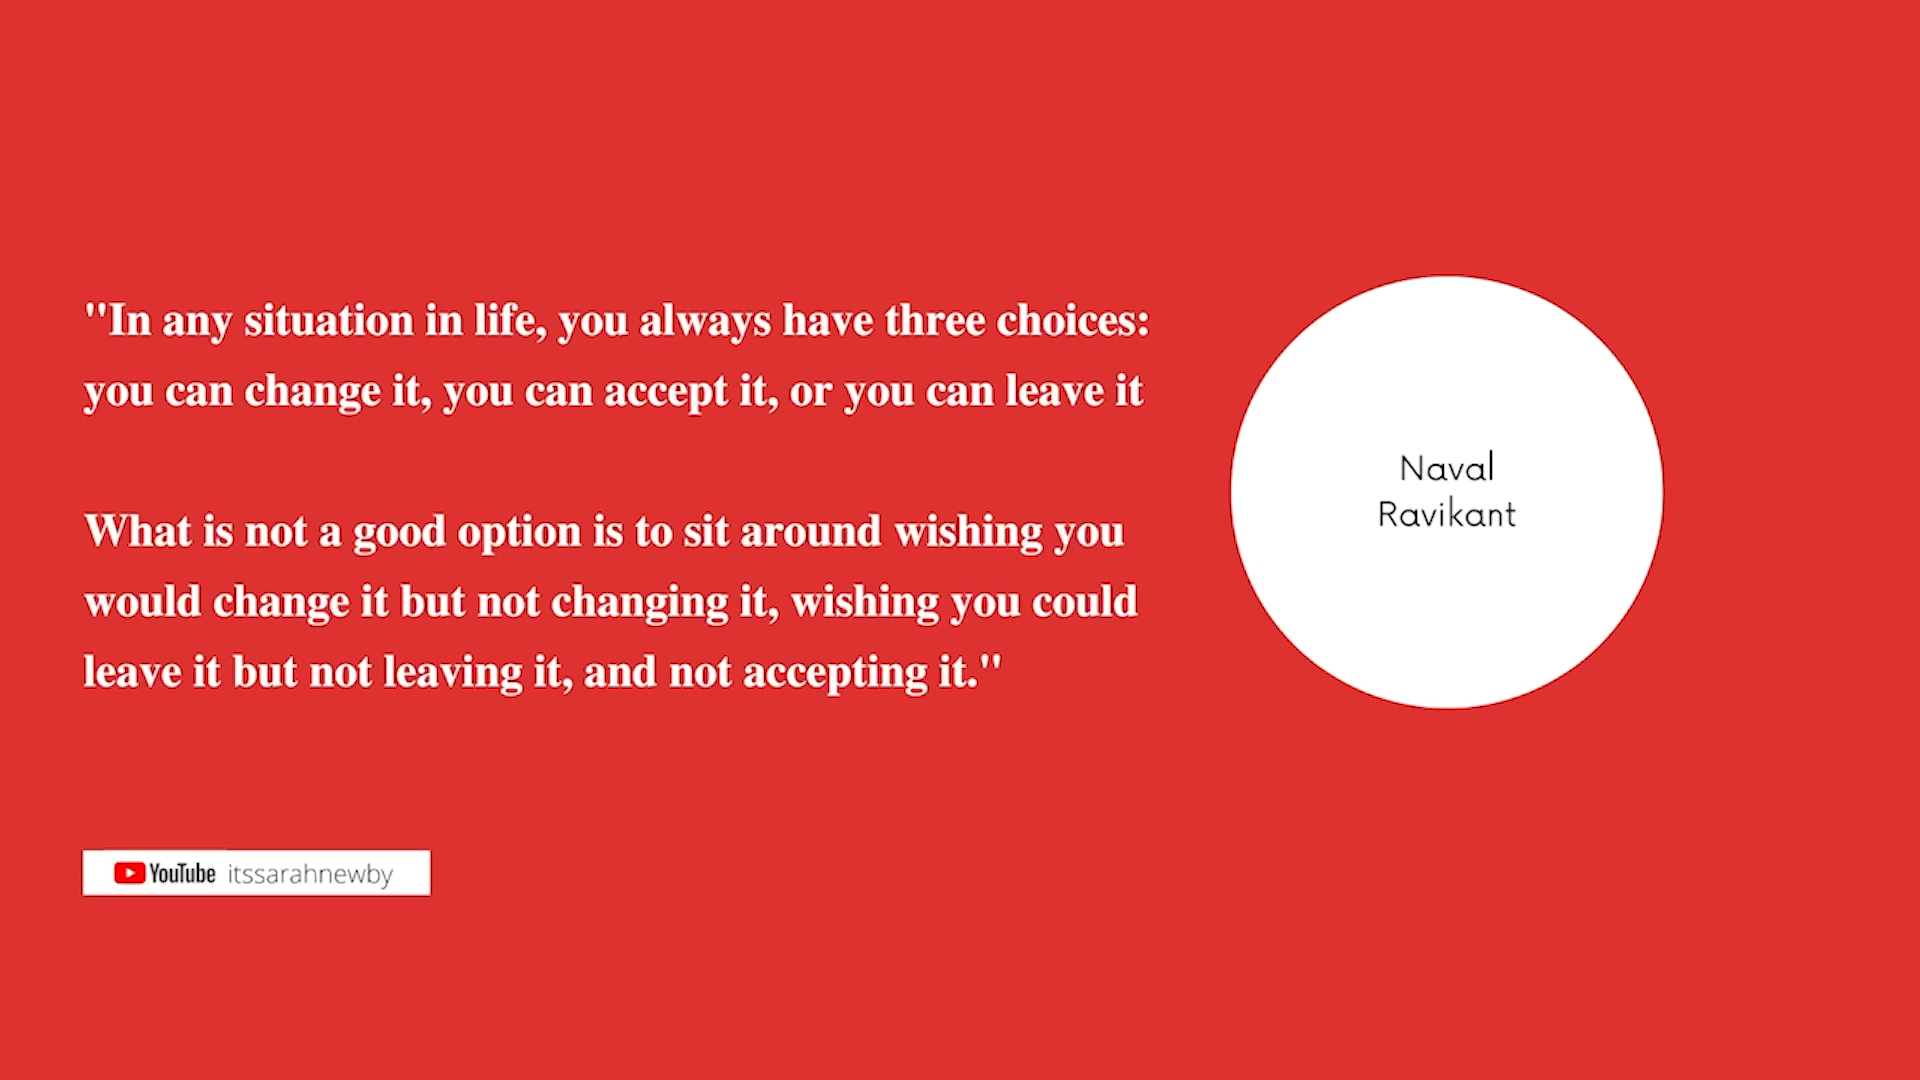 "In any situation in life, you always have three choices:
you can change it, you can accept it, or you can leave it
What is not a good option is to sit around wishing you
would change it but not changing it, wishing you could
leave it but not leaving it, and not accepting it."
Naval
Ravikant
YouTube itssarahnewby